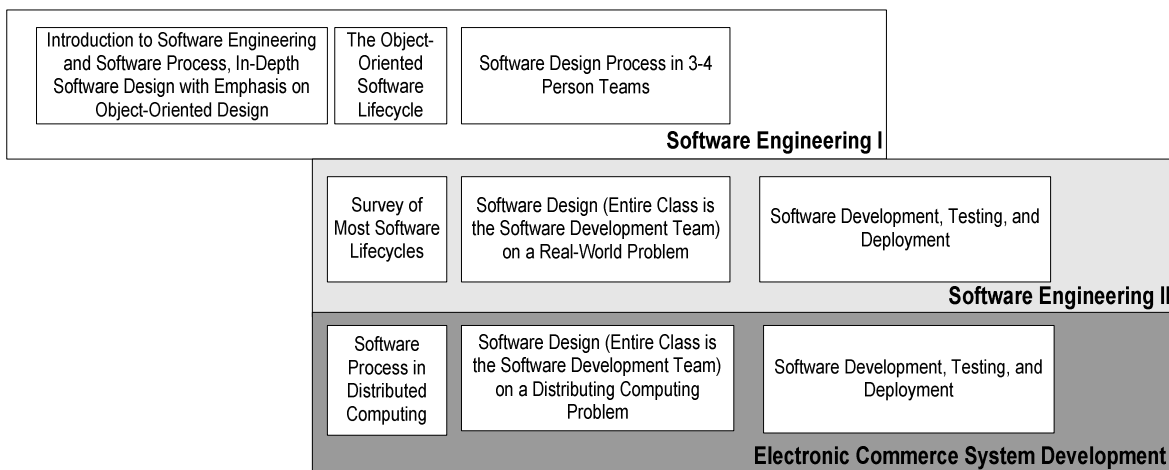 Introduction to Software Engineering
and Software Process, In-Depth
Software Design with Emphasis on
Object-Oriented Design
The Object-
Oriented
Software
Lifecycle
Software Design Process in 3-4
Person Teams
Software Engineering I
Survey of
Most Software
Lifecycles
Software Design (Entire Class is
the Software Development Team)
on a Real-World Problem
Software Development, Testing, and
Deployment
Software Engineering II
Software
Process in
Distributed
Computing
Software Design (Entire Class is
the Software Development Team)
on a Distributing Computing
Problem
Software Development, Testing, and
Deployment
Electronic Commerce System Development